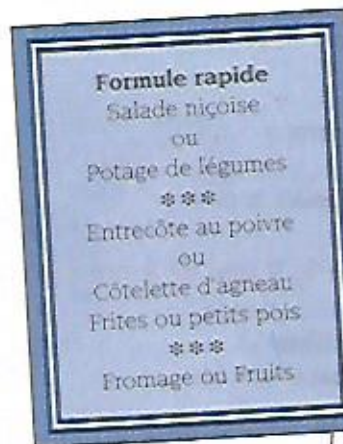 Formule rapide
Salade niçoise
ou
Potage de légumes
***
Entrecôte au poivre
ou
Côtelette d'agneau
Frites ou petits pois
***
Fromage ou Fruits